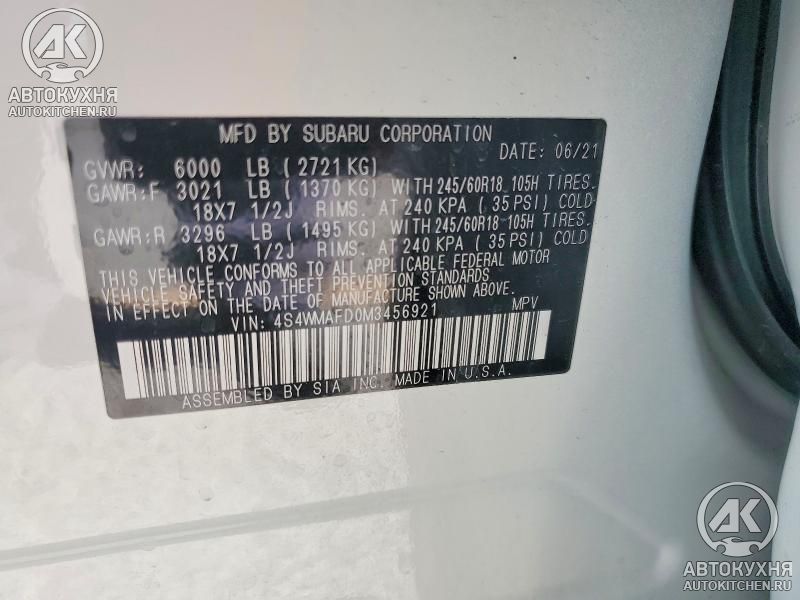 АК
АВТОКУХНЯ
AUTOKITCHEN.RU
MFD BY SUBARU CORPORATION
DATE: 06/21
GVWR: 6000 LB (2721 KG)
GAWR:F 3021 LB (1370 KG) WITH 245/60R18 105H TIRES.
18X7 1/2J RIMS. AT 240 KPA (35 PSI) COLD
GAWR:R 3296 LB (1495 KG) WITH 245/60R18 105H TIRES.
18X7 1/2J RIMS. AT 240 KPA (35 PSI) COLD
THIS VEHICLE CONFORMS TO ALL APPLICABLE FEDERAL MOTOR
VEHICLE SAFETY AND THEFT PREVENTION STANDARDS
IN EFFECT ON THE DATE OF MANUFACTURE SHOWN ABOVE.
VIN: 4S4WMAFD0M3456921 MPV
ASSEMBLED BY SIA INC. MADE IN U.S.A.
АК
АВТОКУХНЯ
AUTOKITCHEN.RU